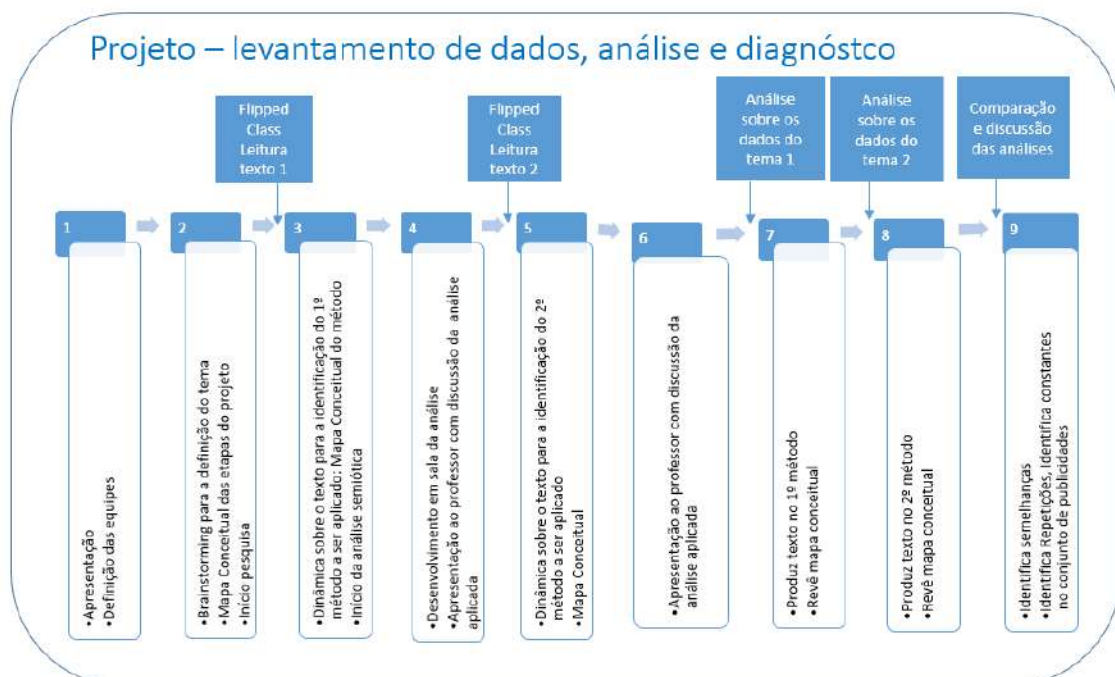 Projeto – levantamento de dados, análise e diagnóstco
Flipped
Class
Leitura
texto 1
Flipped
Class
Leitura
texto 2
Análise
sobre os
dados do
tema 1
Análise
sobre os
dados do
tema 2
Comparação
e discussão
das análises
1
•Apresentação
•Definição das equipes
2
•Brainstorming para a definição do tema
•Mapa Conceitual das etapas do projeto
•Início pesquisa
3
•Dinâmica sobre o texto para a identificação do 1º
método a ser aplicado; Mapa Conceitual do método
•Início da análise semiótica
4
•Desenvolvimento em sala da análise
•Apresentação ao professor com discussão da análise
aplicada
5
•Dinâmica sobre o texto para a identificação do 2º
método a ser aplicado
•Mapa Conceitual
6
•Apresentação ao professor com discussão da
análise aplicada
7
•Produz texto no 1º método
•Revê mapa conceitual
8
•Produz texto no 2º método
•Revê mapa conceitual
9
•Identifica semelhanças
•Identifica Repetições, Identifica constantes
no conjunto de publicidades